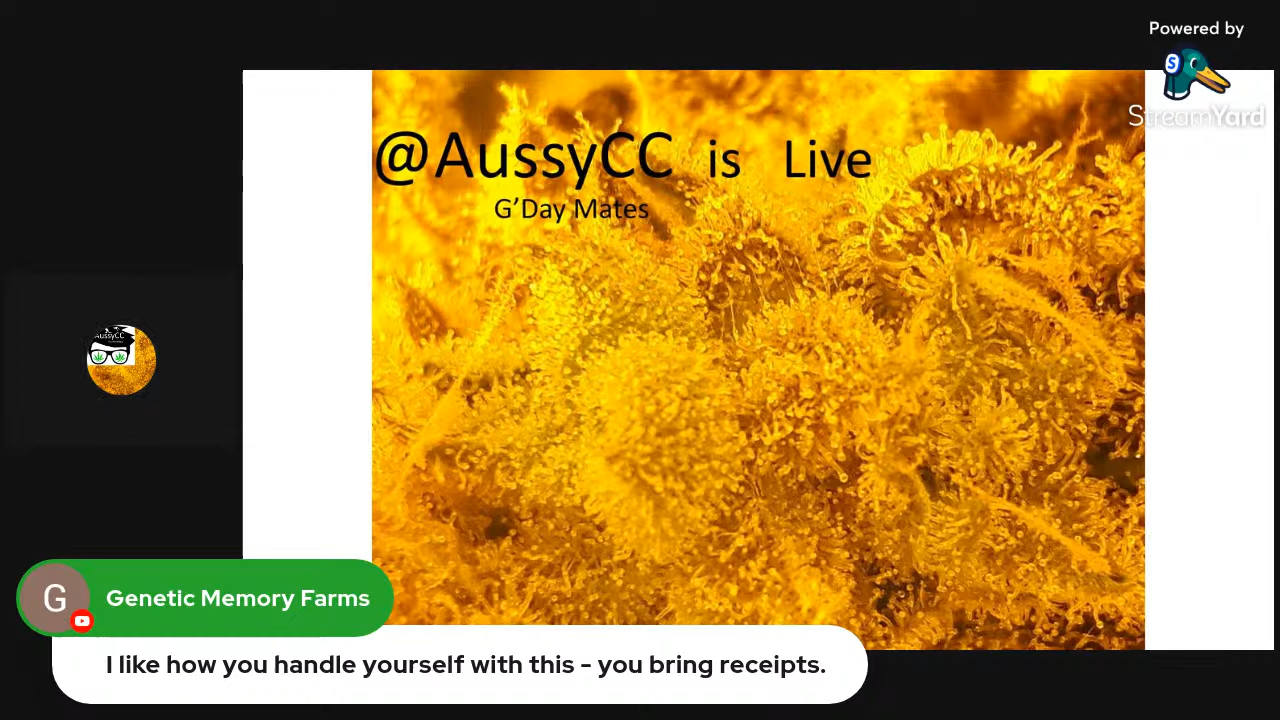 Powered by
S
StreamYard
@AussyCC is Live
G’Day Mates
AussyCC
G
Genetic Memory Farms
I like how you handle yourself with this - you bring receipts.